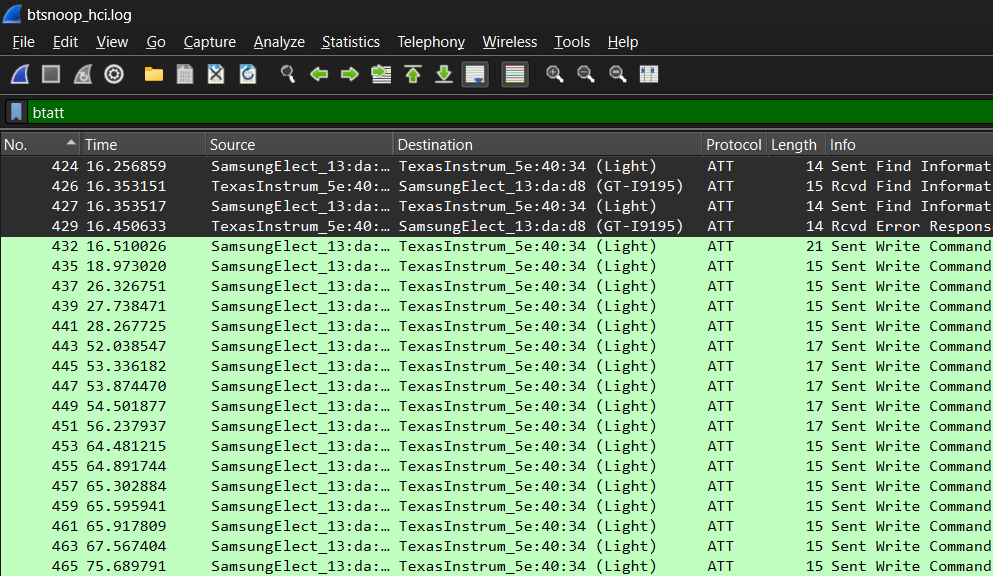 btsnoop_hci.log
File Edit View Go Capture Analyze Statistics Telephony Wireless Tools Help
btatt
No. Time Source Destination Protocol Length Info
424 16.256859 SamsungElect_13:da:… TexasInstrum_5e:40:34 (Light) ATT 14 Sent Find Informat
426 16.353151 TexasInstrum_5e:40:… SamsungElect_13:da:d8 (GT-I9195) ATT 15 Rcvd Find Informat
427 16.353517 SamsungElect_13:da:… TexasInstrum_5e:40:34 (Light) ATT 14 Sent Find Informat
429 16.450633 TexasInstrum_5e:40:… SamsungElect_13:da:d8 (GT-I9195) ATT 14 Rcvd Error Respons
432 16.510026 SamsungElect_13:da:… TexasInstrum_5e:40:34 (Light) ATT 21 Sent Write Command
435 18.973020 SamsungElect_13:da:… TexasInstrum_5e:40:34 (Light) ATT 15 Sent Write Command
437 26.326751 SamsungElect_13:da:… TexasInstrum_5e:40:34 (Light) ATT 15 Sent Write Command
439 27.738471 SamsungElect_13:da:… TexasInstrum_5e:40:34 (Light) ATT 15 Sent Write Command
441 28.267725 SamsungElect_13:da:… TexasInstrum_5e:40:34 (Light) ATT 15 Sent Write Command
443 52.038547 SamsungElect_13:da:… TexasInstrum_5e:40:34 (Light) ATT 17 Sent Write Command
445 53.336182 SamsungElect_13:da:… TexasInstrum_5e:40:34 (Light) ATT 17 Sent Write Command
447 53.874470 SamsungElect_13:da:… TexasInstrum_5e:40:34 (Light) ATT 17 Sent Write Command
449 54.501877 SamsungElect_13:da:… TexasInstrum_5e:40:34 (Light) ATT 17 Sent Write Command
451 56.237937 SamsungElect_13:da:… TexasInstrum_5e:40:34 (Light) ATT 17 Sent Write Command
453 64.481215 SamsungElect_13:da:… TexasInstrum_5e:40:34 (Light) ATT 15 Sent Write Command
455 64.891744 SamsungElect_13:da:… TexasInstrum_5e:40:34 (Light) ATT 15 Sent Write Command
457 65.302884 SamsungElect_13:da:… TexasInstrum_5e:40:34 (Light) ATT 15 Sent Write Command
459 65.595941 SamsungElect_13:da:… TexasInstrum_5e:40:34 (Light) ATT 15 Sent Write Command
461 65.917809 SamsungElect_13:da:… TexasInstrum_5e:40:34 (Light) ATT 15 Sent Write Command
463 67.567404 SamsungElect_13:da:… TexasInstrum_5e:40:34 (Light) ATT 15 Sent Write Command
465 75.689791 SamsungElect_13:da:… TexasInstrum_5e:40:34 (Light) ATT 15 Sent Write Command